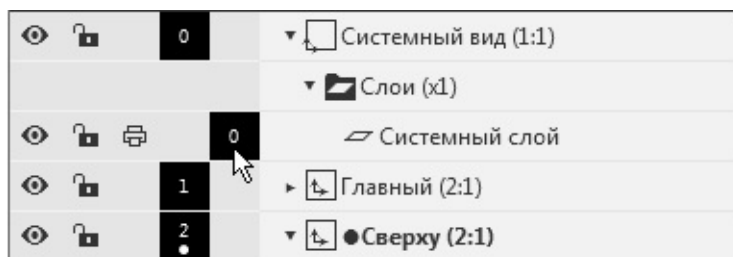 0 Системный вид (1:1)
Слои (x1)
0 Системный слой
1 Главный (2:1)
2 ●Сверху (2:1)